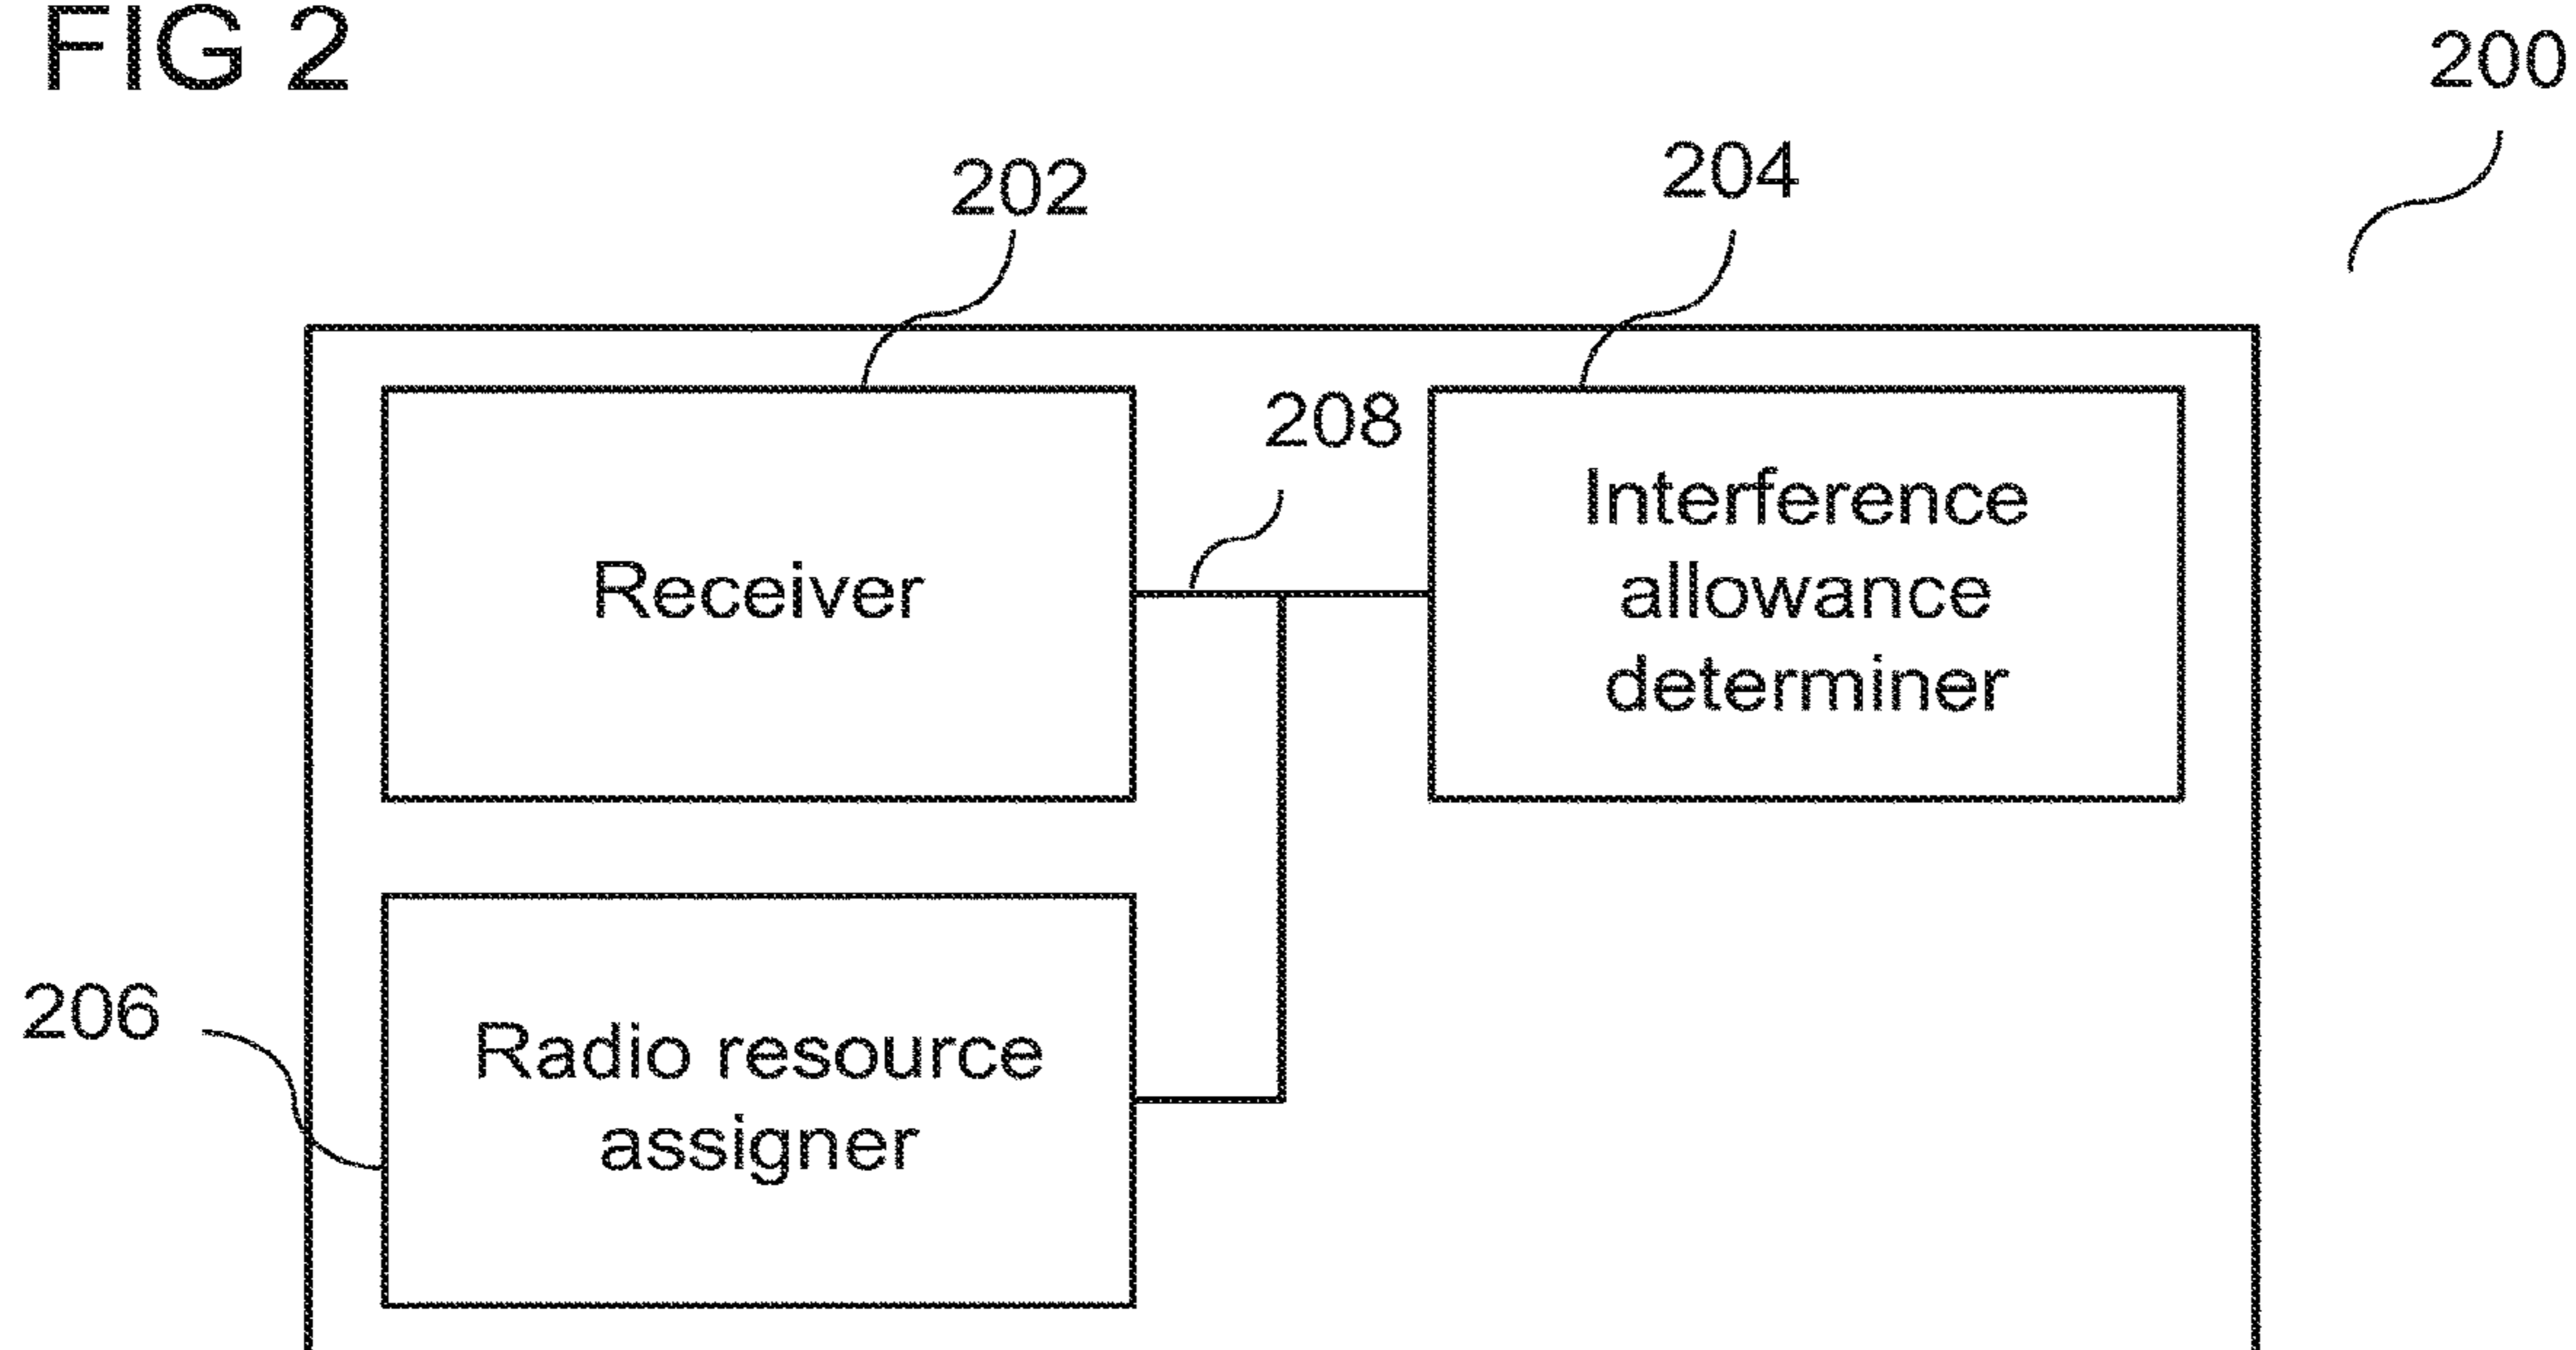 FIG 2
200
202
204
208
Receiver
Interference
allowance
determiner
206
Radio resource
assigner